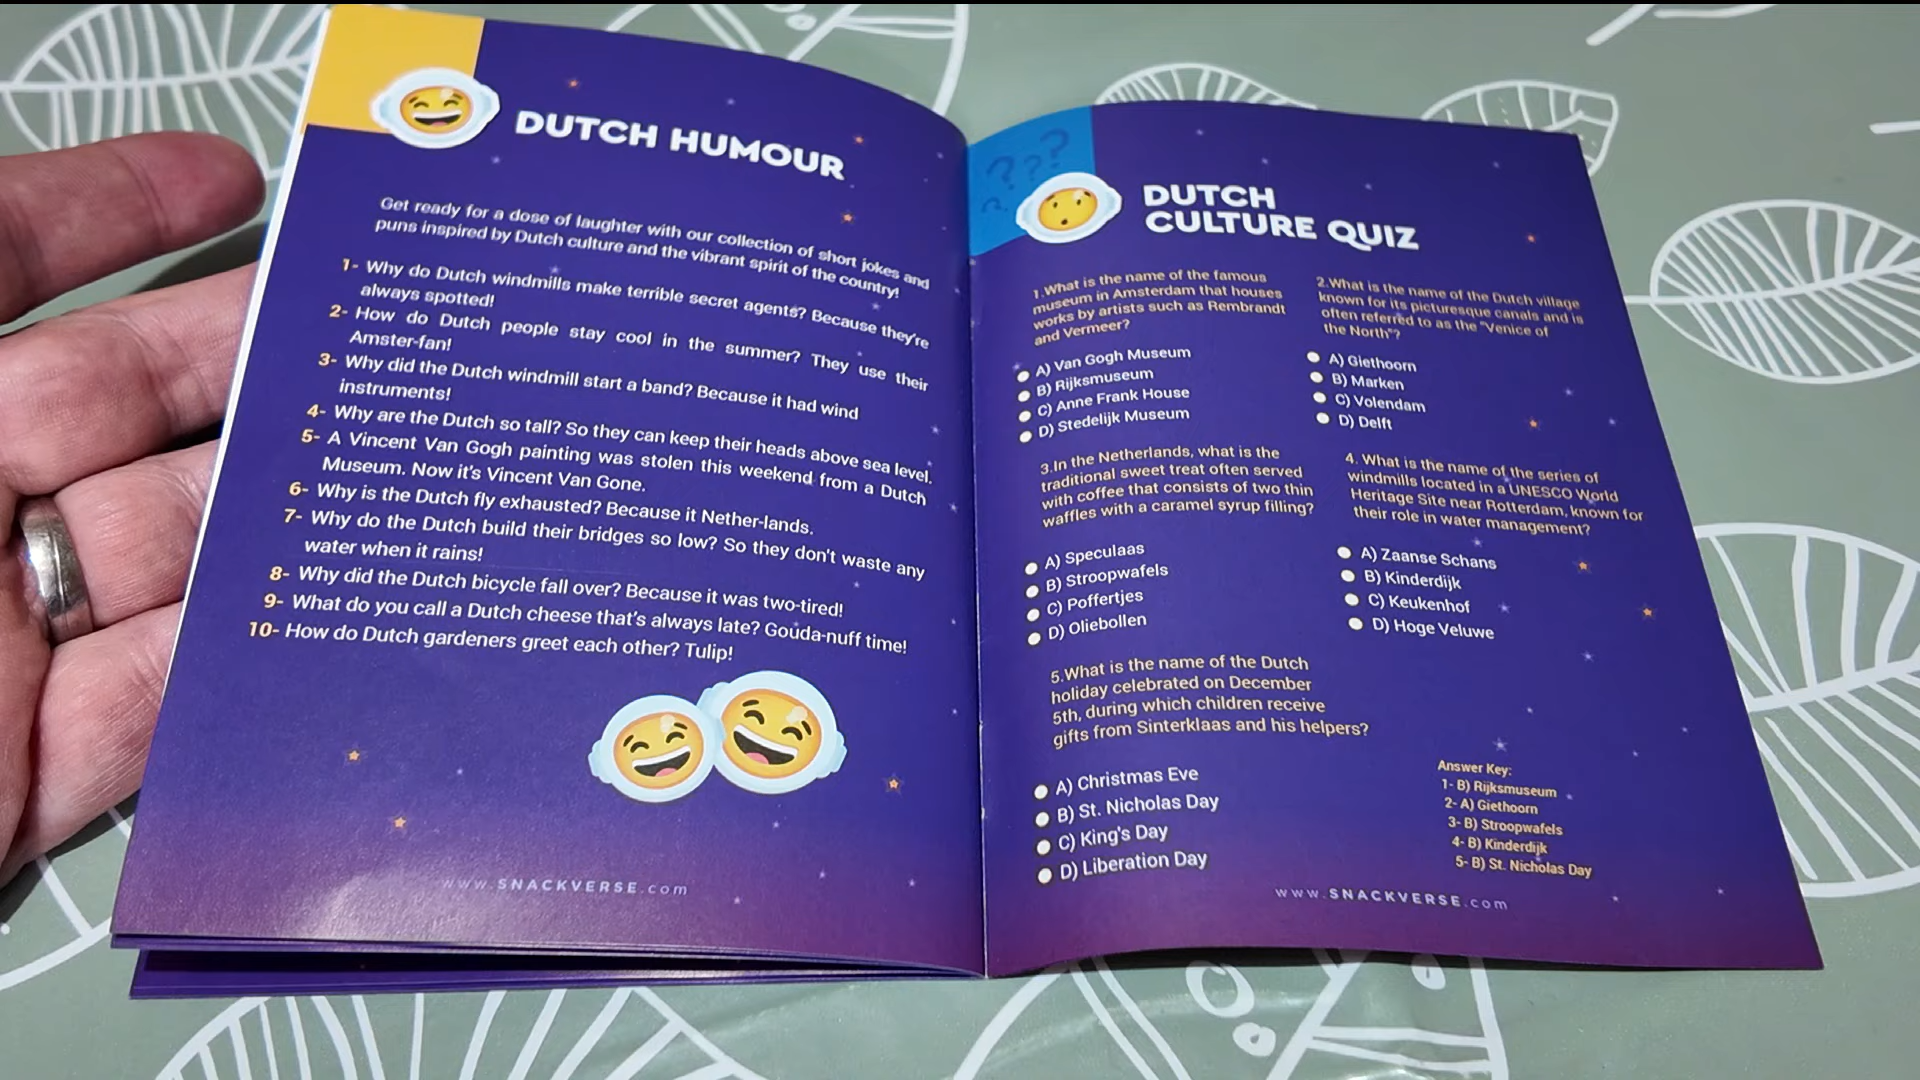 DUTCH HUMOUR
Get ready for a dose of laughter with our collection of short jokes and
puns inspired by Dutch culture and the vibrant spirit of the country!
1- Why do Dutch windmills make terrible secret agents? Because they're
always spotted!
2- How do Dutch people stay cool in the summer? They use their
Amster-fan!
3- Why did the Dutch windmill start a band? Because it had wind
instruments!
4- Why are the Dutch so tall? So they can keep their heads above sea level.
5- A Vincent Van Gogh painting was stolen this weekend from a Dutch
Museum. Now it's Vincent Van Gone.
6- Why is the Dutch fly exhausted? Because it Nether-lands.
7- Why do the Dutch build their bridges so low? So they don't waste any
water when it rains!
8- Why did the Dutch bicycle fall over? Because it was two-tired!
9- What do you call a Dutch cheese that's always late? Gouda-nuff time!
10- How do Dutch gardeners greet each other? Tulip!
www.SNACKVERSE.com
???
?
DUTCH
CULTURE QUIZ
1.What is the name of the famous
museum in Amsterdam that houses
works by artists such as Rembrandt
and Vermeer?
A) Van Gogh Museum
B) Rijksmuseum
C) Anne Frank House
D) Stedelijk Museum
2.What is the name of the Dutch village
known for its picturesque canals and is
often referred to as the "Venice of
the North"?
A) Giethoorn
B) Marken
C) Volendam
D) Delft
3.In the Netherlands, what is the
traditional sweet treat often served
with coffee that consists of two thin
waffles with a caramel syrup filling?
A) Speculaas
B) Stroopwafels
C) Poffertjes
D) Oliebollen
4. What is the name of the series of
windmills located in a UNESCO World
Heritage Site near Rotterdam, known for
their role in water management?
A) Zaanse Schans
B) Kinderdijk
C) Keukenhof
D) Hoge Veluwe
5.What is the name of the Dutch
holiday celebrated on December
5th, during which children receive
gifts from Sinterklaas and his helpers?
A) Christmas Eve
B) St. Nicholas Day
C) King's Day
D) Liberation Day
Answer Key:
1- B) Rijksmuseum
2- A) Giethoorn
3- B) Stroopwafels
4- B) Kinderdijk
5- B) St. Nicholas Day
www.SNACKVERSE.com